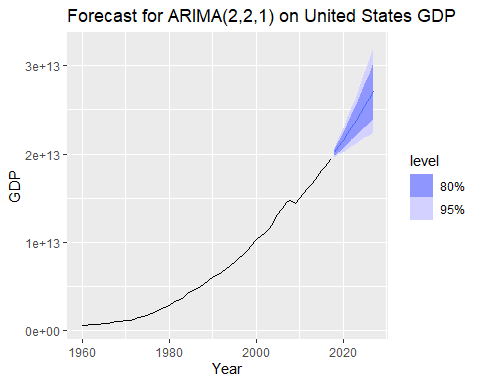 Forecast for ARIMA(2,2,1) on United States GDP
3e+13
2e+13
1e+13
0e+00
GDP
1960 1980 2000 2020
Year
level
80%
95%